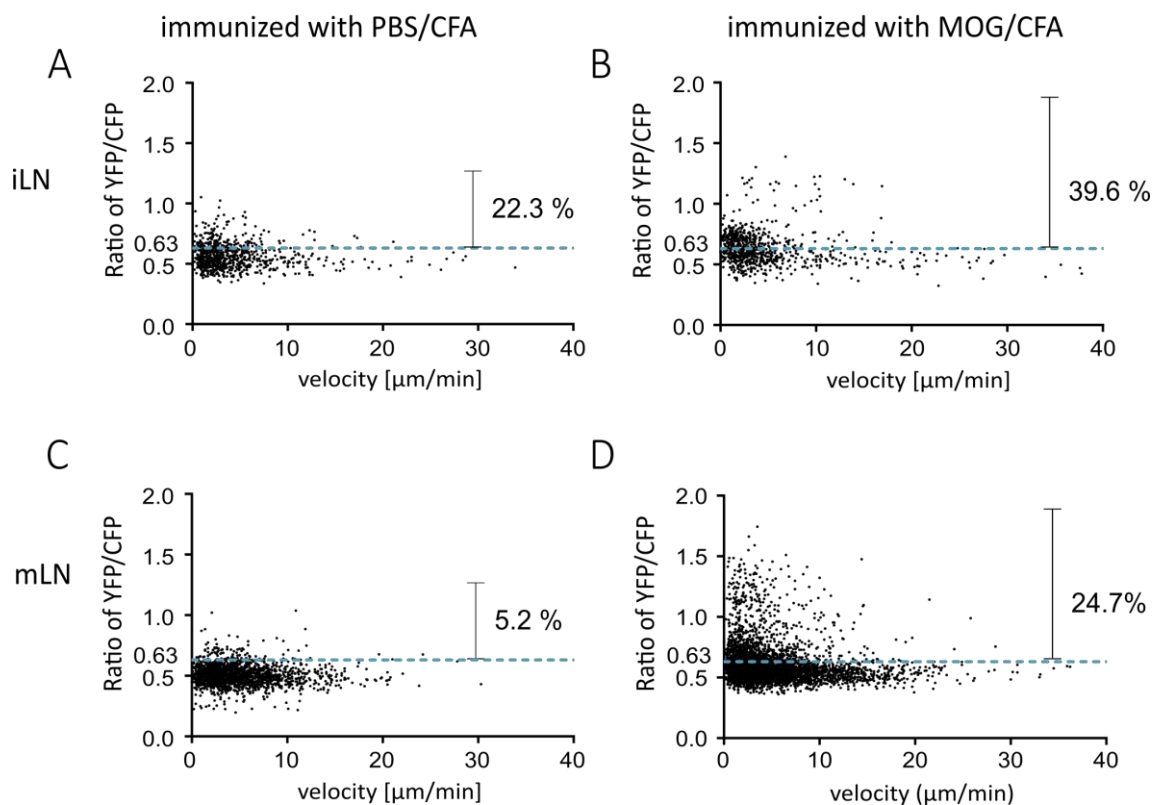 immunized with PBS/CFA
immunized with MOG/CFA
A
B
iLN
Ratio of YFP/CFP
2.0
1.5
1.0
0.63
0.5
0.0
22.3 %
0 10 20 30 40
velocity [µm/min]
Ratio of YFP/CFP
2.0
1.5
1.0
0.63
0.5
0.0
39.6 %
0 10 20 30 40
velocity [µm/min]
C
D
mLN
Ratio of YFP/CFP
2.0
1.5
1.0
0.63
0.5
0.0
5.2 %
0 10 20 30 40
velocity [µm/min]
Ratio of YFP/CFP
2.0
1.5
1.0
0.63
0.5
0.0
24.7%
0 10 20 30 40
velocity (µm/min)